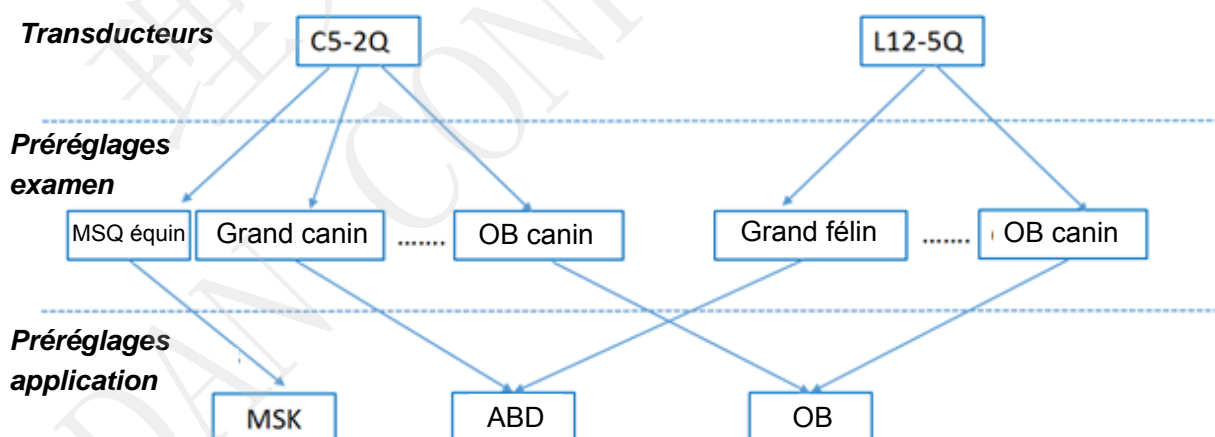 Transducteurs
C5-2Q
L12-5Q
Préréglages
examen
MSQ équin
Grand canin
.......
OB canin
Grand félin
.......
OB canin
Préréglages
application
MSK
ABD
OB